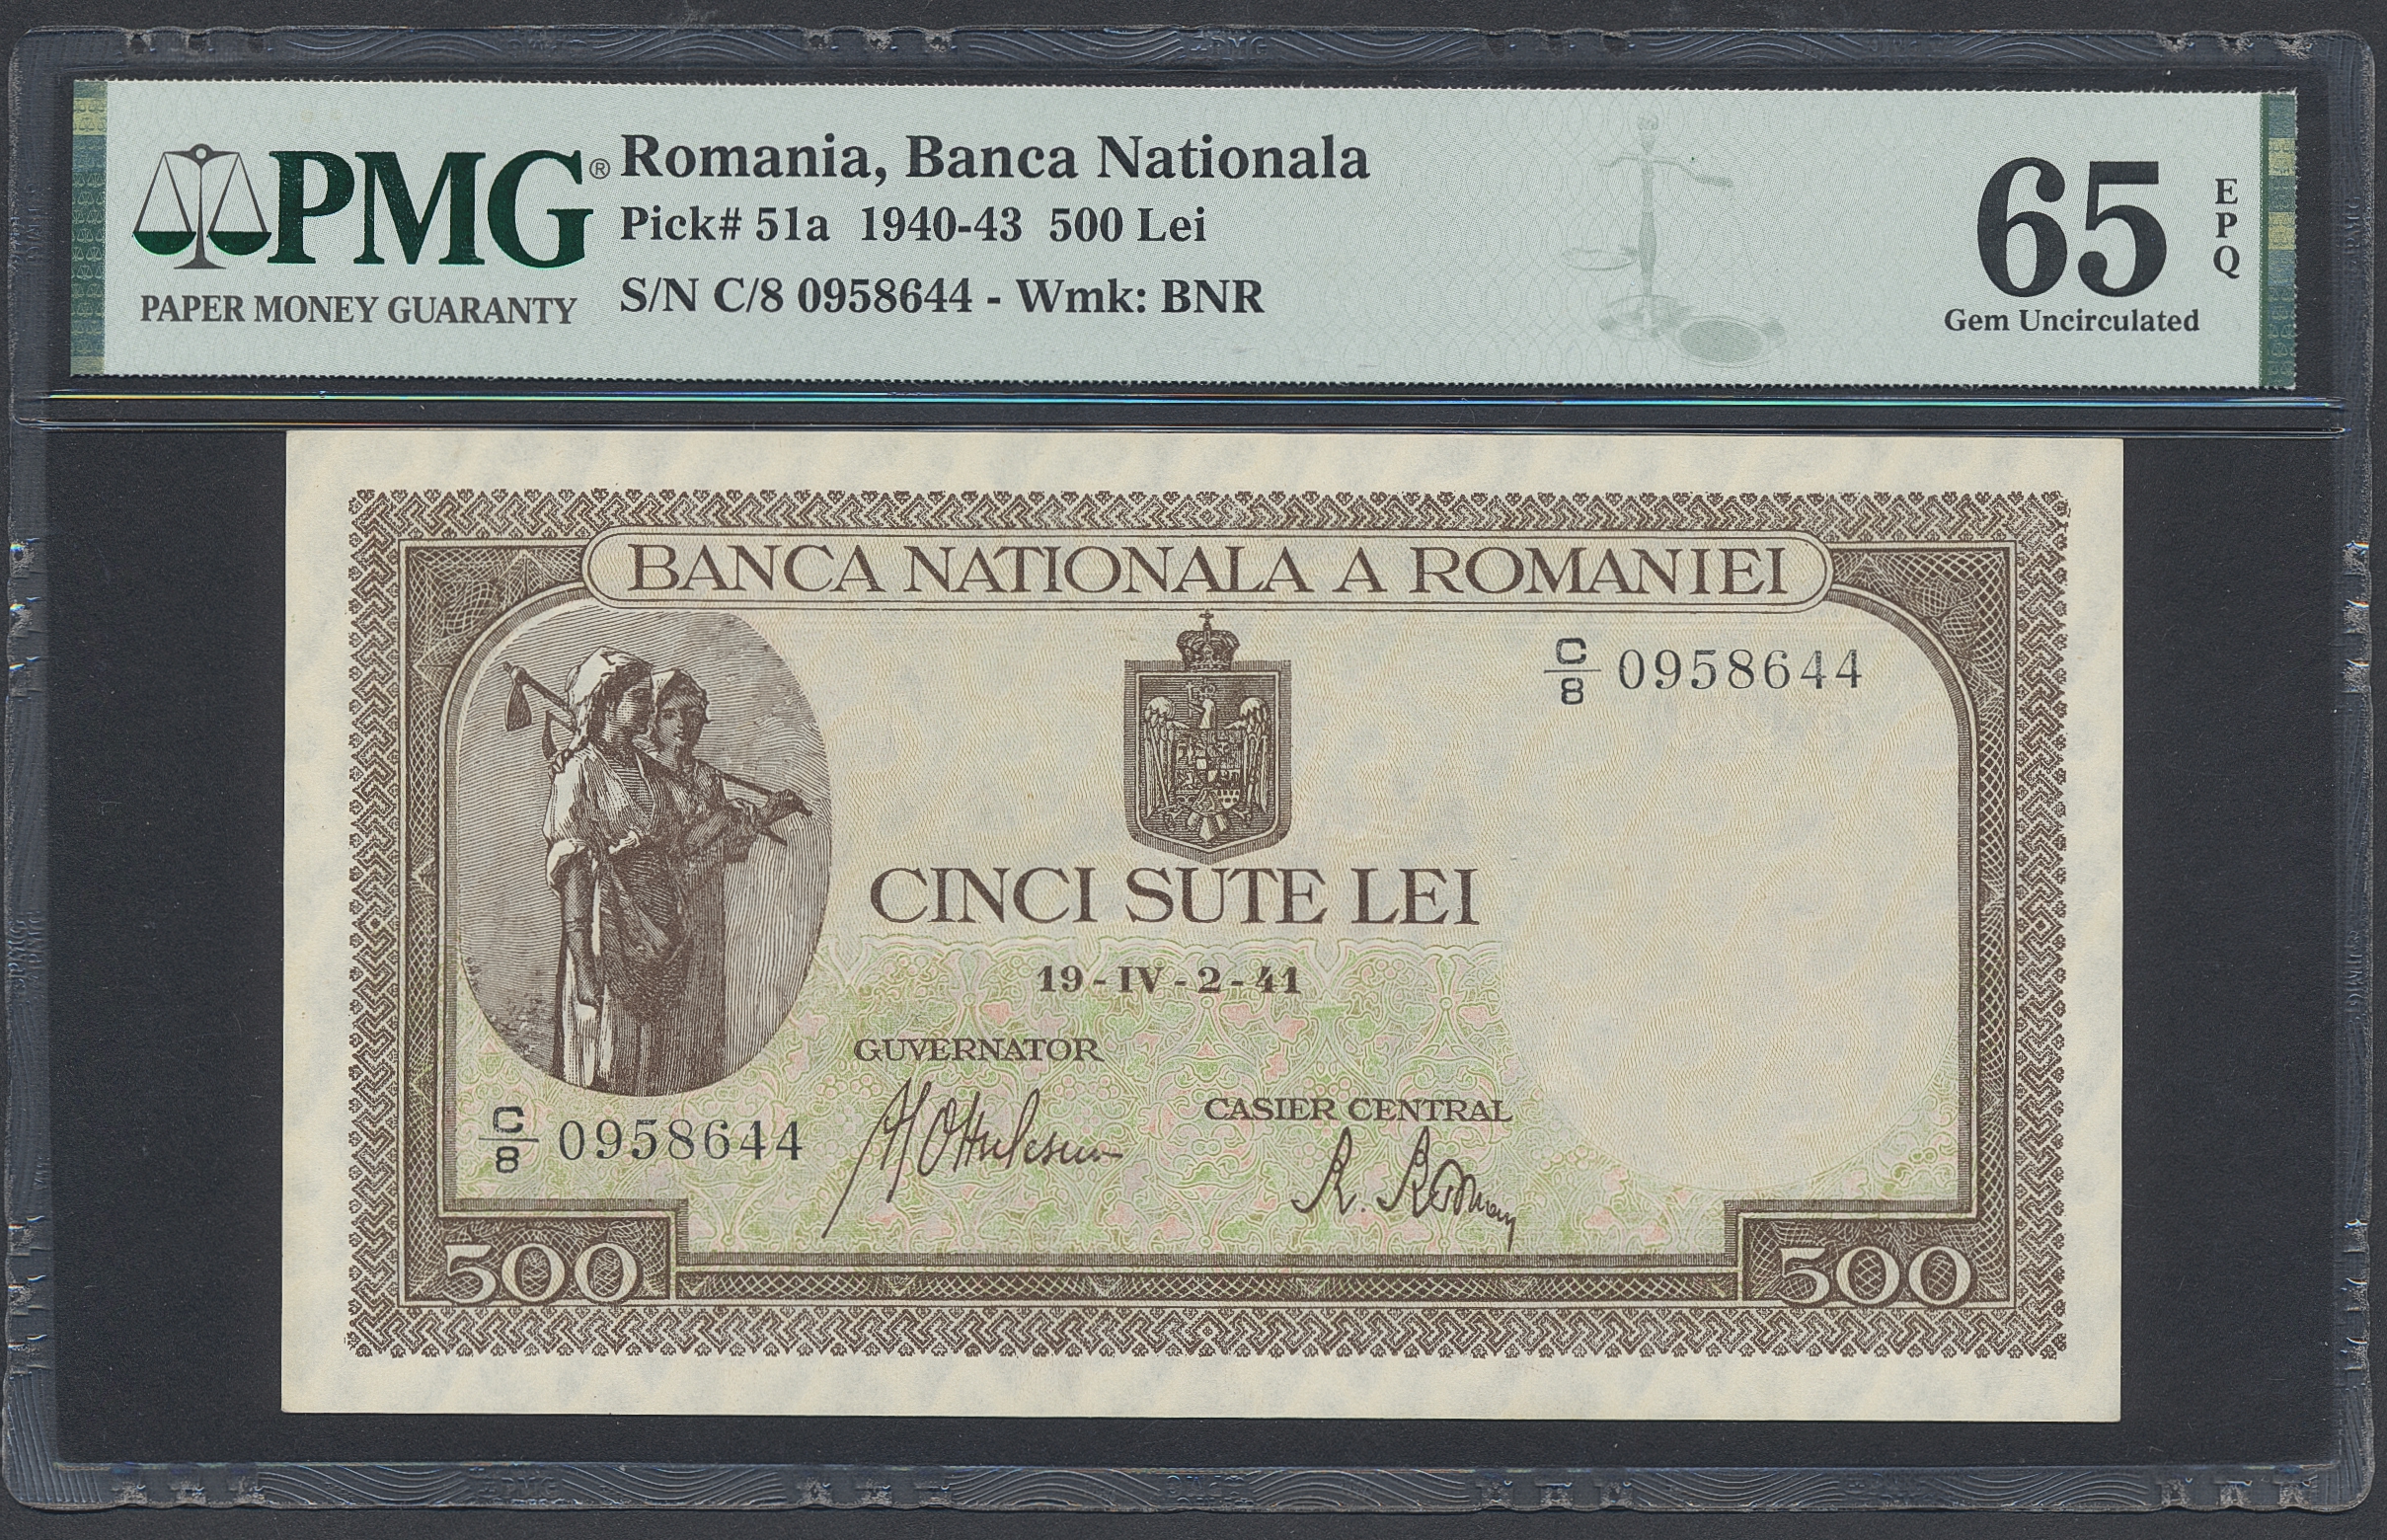 PMG®
PAPER MONEY GUARANTY
Romania, Banca Nationala
Pick# 51a 1940-43 500 Lei
S/N C/8 0958644 - Wmk: BNR
65
EPQ
Gem Uncirculated
BANCA NATIONALA A ROMANIEI
C/8 0958644
CINCI SUTE LEI
19-IV-2-41
GUVERNATOR
CASIER CENTRAL
C/8 0958644
500
500